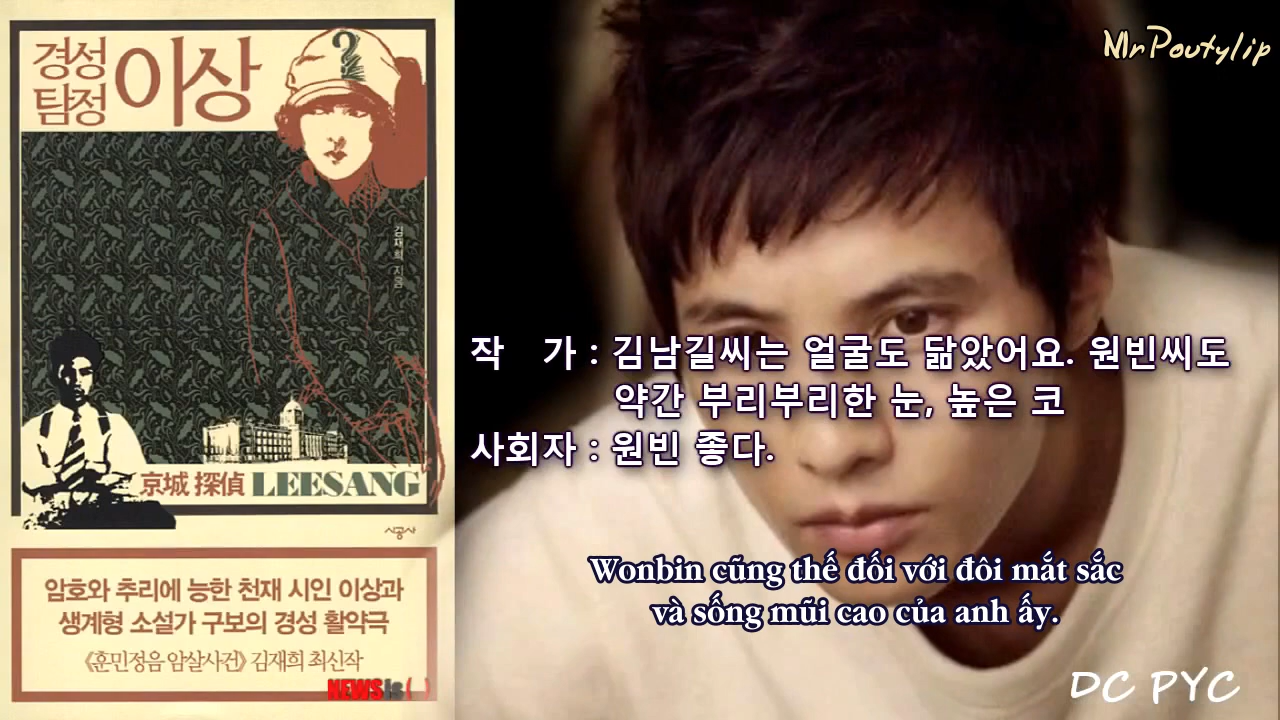 경성
탐정
이상
김재희 지음
京城 探偵 LEESANG
시공사
암호와 추리에 능한 천재 시인 이상과
생계형 소설가 구보의 경성 활약극
《훈민정음 암살사건》 김재희 최신작
NEWSis( )
MrPoutylip
작 가 : 김남길씨는 얼굴도 닮았어요. 원빈씨도
약간 부리부리한 눈, 높은 코
사회자 : 원빈 좋다.
Wonbin cũng thế đối với đôi mắt sắc
và sống mũi cao của anh ấy.
DC PYC